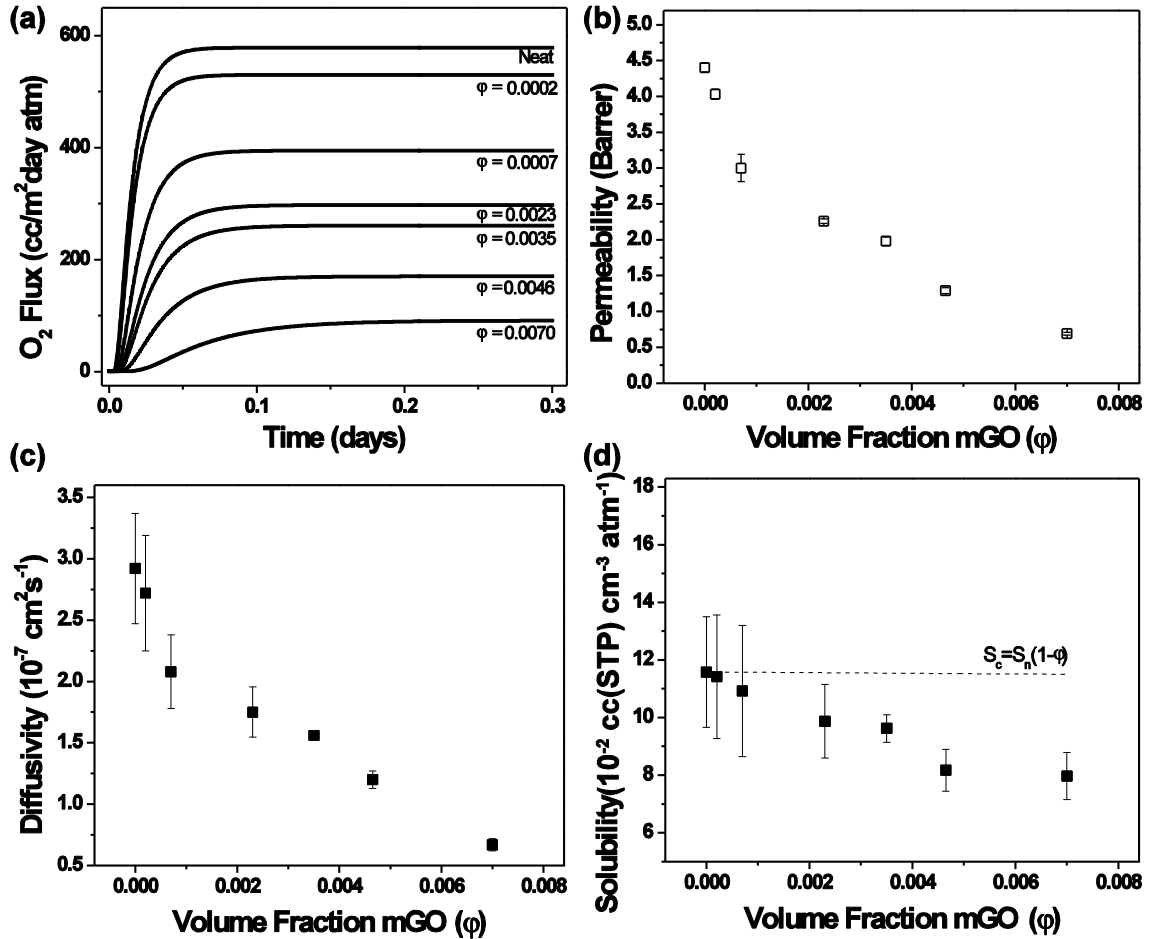 (a)
600
400
200
0
O2 Flux (cc/m²day atm)
Neat
φ = 0.0002
φ = 0.0007
φ = 0.0023
φ = 0.0035
φ = 0.0046
φ = 0.0070
0.0 0.1 0.2 0.3
Time (days)
(b)
5.0
4.5
4.0
3.5
3.0
2.5
2.0
1.5
1.0
0.5
0.0
Permeability (Barrer)
0.000 0.002 0.004 0.006 0.008
Volume Fraction mGO (φ)
(c)
3.5
3.0
2.5
2.0
1.5
1.0
0.5
Diffusivity (10⁻⁷ cm²s⁻¹)
0.000 0.002 0.004 0.006 0.008
Volume Fraction mGO (φ)
(d)
18
16
14
12
10
8
6
Solubility(10⁻² cc(STP) cm⁻³ atm⁻¹)
Sc=Sn(1-φ)
0.000 0.002 0.004 0.006 0.008
Volume Fraction mGO (φ)